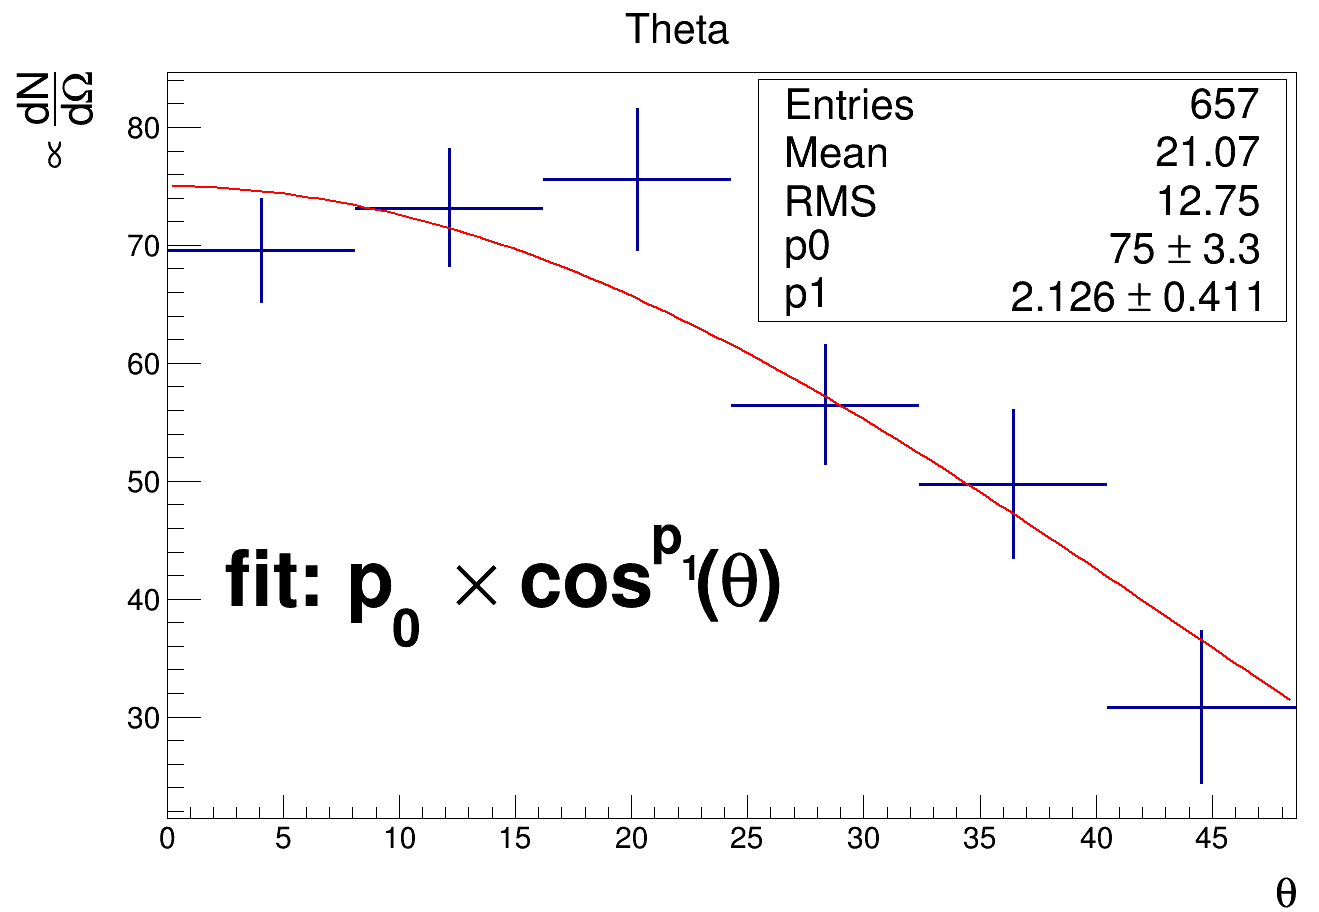 Theta
∝ dN/dΩ
Entries 657
Mean 21.07
RMS 12.75
p0 75 ± 3.3
p1 2.126 ± 0.411
80
70
60
50
40
30
fit: p₀ × cos^p₁(θ)
0 5 10 15 20 25 30 35 40 45
θ